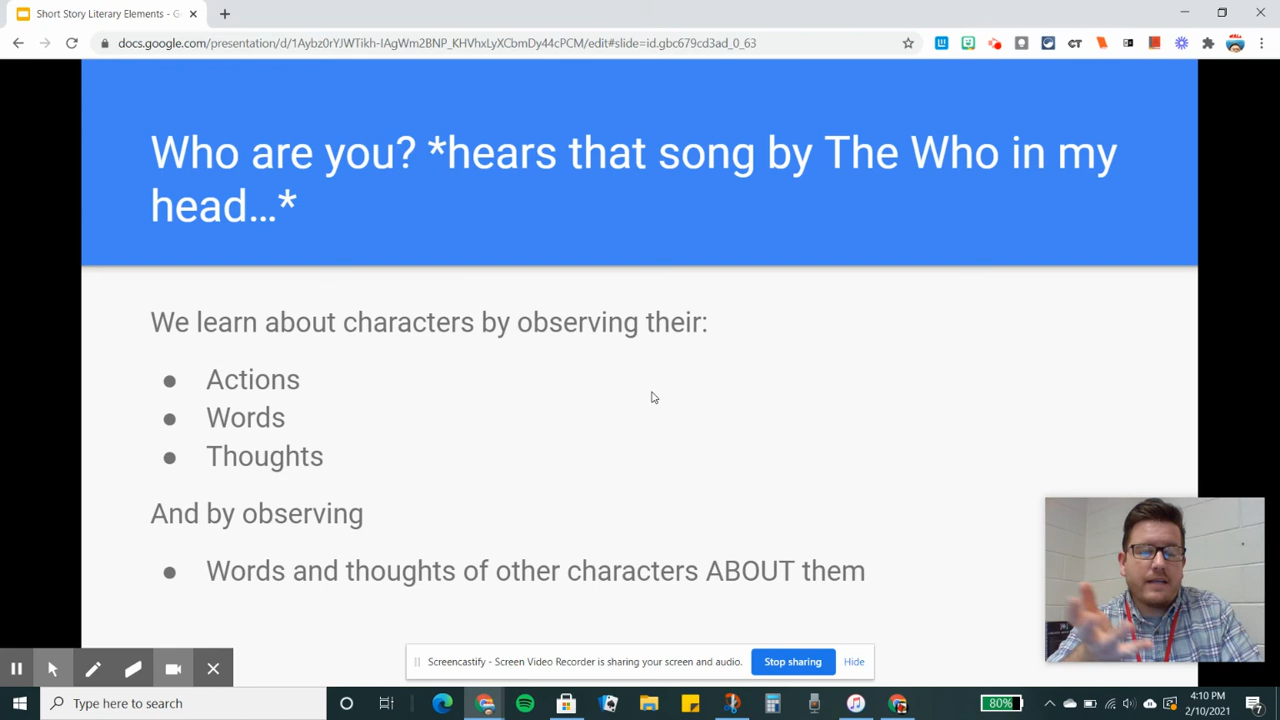 Short Story Literary Elements - G
docs.google.com/presentation/d/1Aybz0rYJWTikh-IAgWm2BNP_KHVhxLyXCbmDy44cPCM/edit#slide=id.gbc679cd3ad_0_63
Who are you? *hears that song by The Who in my
head...*
We learn about characters by observing their:
● Actions
● Words
● Thoughts
And by observing
● Words and thoughts of other characters ABOUT them
Screencastify - Screen Video Recorder is sharing your screen and audio.
Stop sharing
Hide
Type here to search
80%
4:10 PM
2/10/2021
7